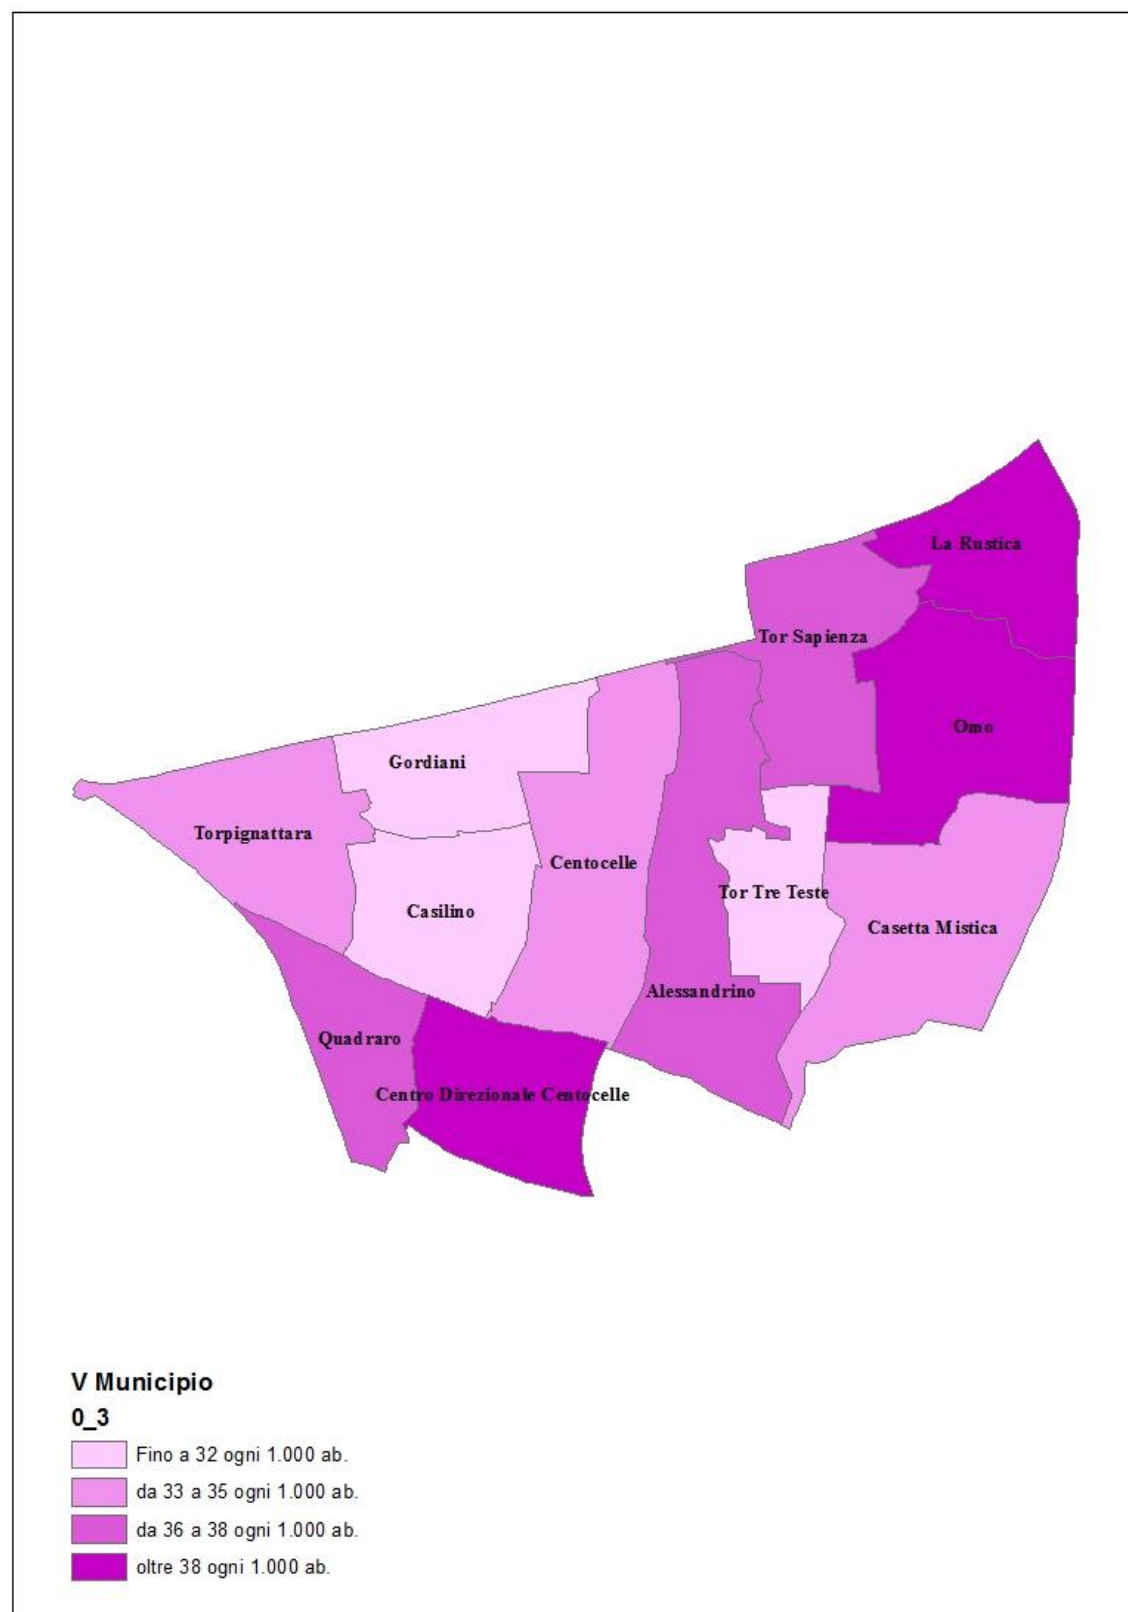 La Rustica
Tor Sapienza
Omo
Gordiani
Torpignattara
Centocelle
Tor Tre Teste
Casilino
Casetta Mistica
Alessandrino
Quadraro
Centro Direzionale Centocelle
V Municipio
0_3
Fino a 32 ogni 1.000 ab.
da 33 a 35 ogni 1.000 ab.
da 36 a 38 ogni 1.000 ab.
oltre 38 ogni 1.000 ab.